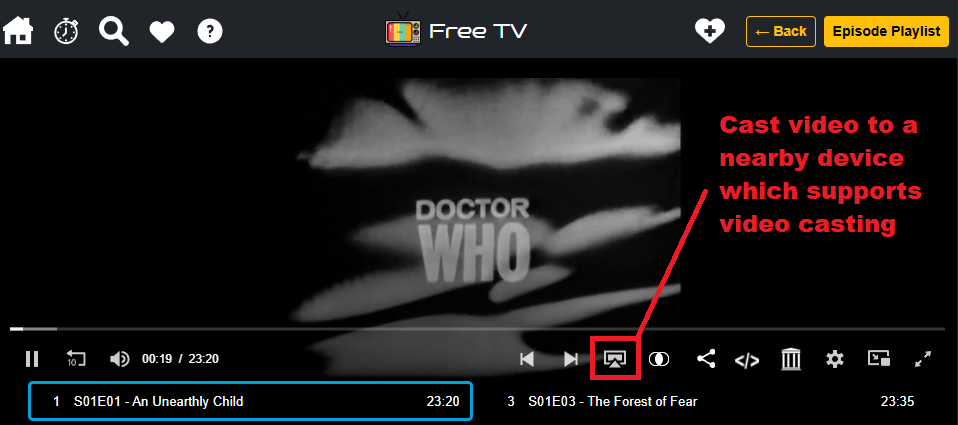 Free TV
← Back
Episode Playlist
Cast video to a
nearby device
which supports
video casting
DOCTOR
WHO
10
00:19 / 23:20
</>
1 S01E01 - An Unearthly Child 23:20
3 S01E03 - The Forest of Fear 23:35